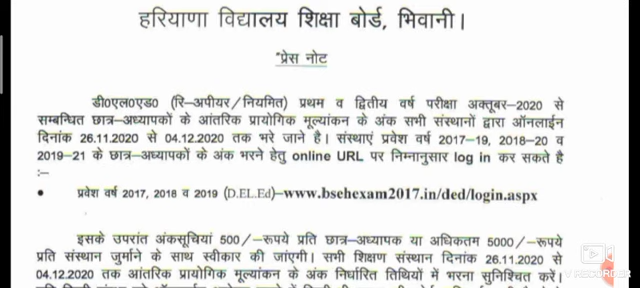 हरियाणा विद्यालय शिक्षा बोर्ड, भिवानी।
"प्रेस नोट
डी०एल०एड० (रि–अपीयर/नियमित) प्रथम व द्वितीय वर्ष परीक्षा अक्तूबर–2020 से
सम्बन्धित छात्र–अध्यापकों के आंतरिक प्रायोगिक मूल्यांकन के अंक सभी संस्थानों द्वारा ऑनलाईन
दिनांक 26.11.2020 से 04.12.2020 तक भरे जाने है। संस्थाएं प्रवेश वर्ष 2017–19, 2018–20 व
2019–21 के छात्र–अध्यापकों के अंक भरने हेतु online URL पर निम्नानुसार log in कर सकते है
:–
• प्रवेश वर्ष 2017, 2018 व 2019 (D.EL.Ed)–www.bsehexam2017.in/ded/login.aspx
इसके उपरांत अंकसूचियां 500/–रूपये प्रति छात्र–अध्यापक या अधिकतम 5000/–रूपये
प्रति संस्थान जुर्माने के साथ स्वीकार की जाएंगी। सभी शिक्षण संस्थान दिनांक 26.11.2020 से
04.12.2020 तक आंतरिक प्रायोगिक मूल्यांकन के अंक निर्धारित तिथियों में भरना सुनिश्चित करें।
V RECORDER